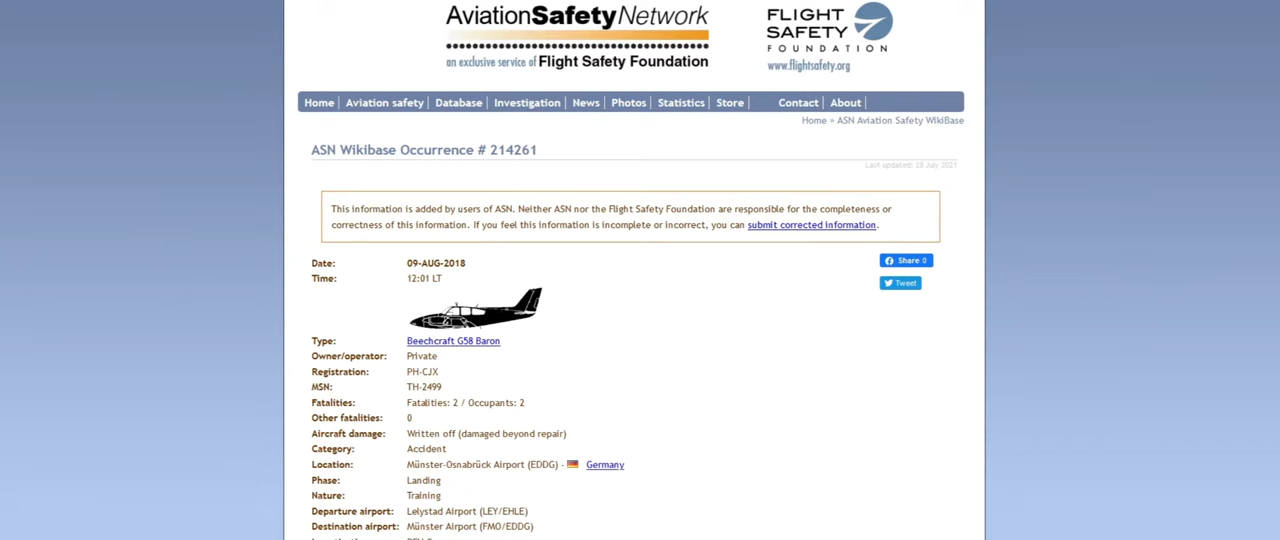 AviationSafetyNetwork
an exclusive service of Flight Safety Foundation
FLIGHT
SAFETY
FOUNDATION
www.flightsafety.org
Home Aviation safety Database Investigation News Photos Statistics Store Contact About
Home » ASN Aviation Safety WikiBase
ASN Wikibase Occurrence # 214261
Last updated: 28 July 2021
This information is added by users of ASN. Neither ASN nor the Flight Safety Foundation are responsible for the completeness or
correctness of this information. If you feel this information is incomplete or incorrect, you can submit corrected information.
Date: 09-AUG-2018
Share 0
Time: 12:01 LT
Tweet
Type: Beechcraft G58 Baron
Owner/operator: Private
Registration: PH-CJX
MSN: TH-2499
Fatalities: Fatalities: 2 / Occupants: 2
Other fatalities: 0
Aircraft damage: Written off (damaged beyond repair)
Category: Accident
Location: Münster-Osnabrück Airport (EDDG) - Germany
Phase: Landing
Nature: Training
Departure airport: Lelystad Airport (LEY/EHLE)
Destination airport: Münster Airport (FMO/EDDG)